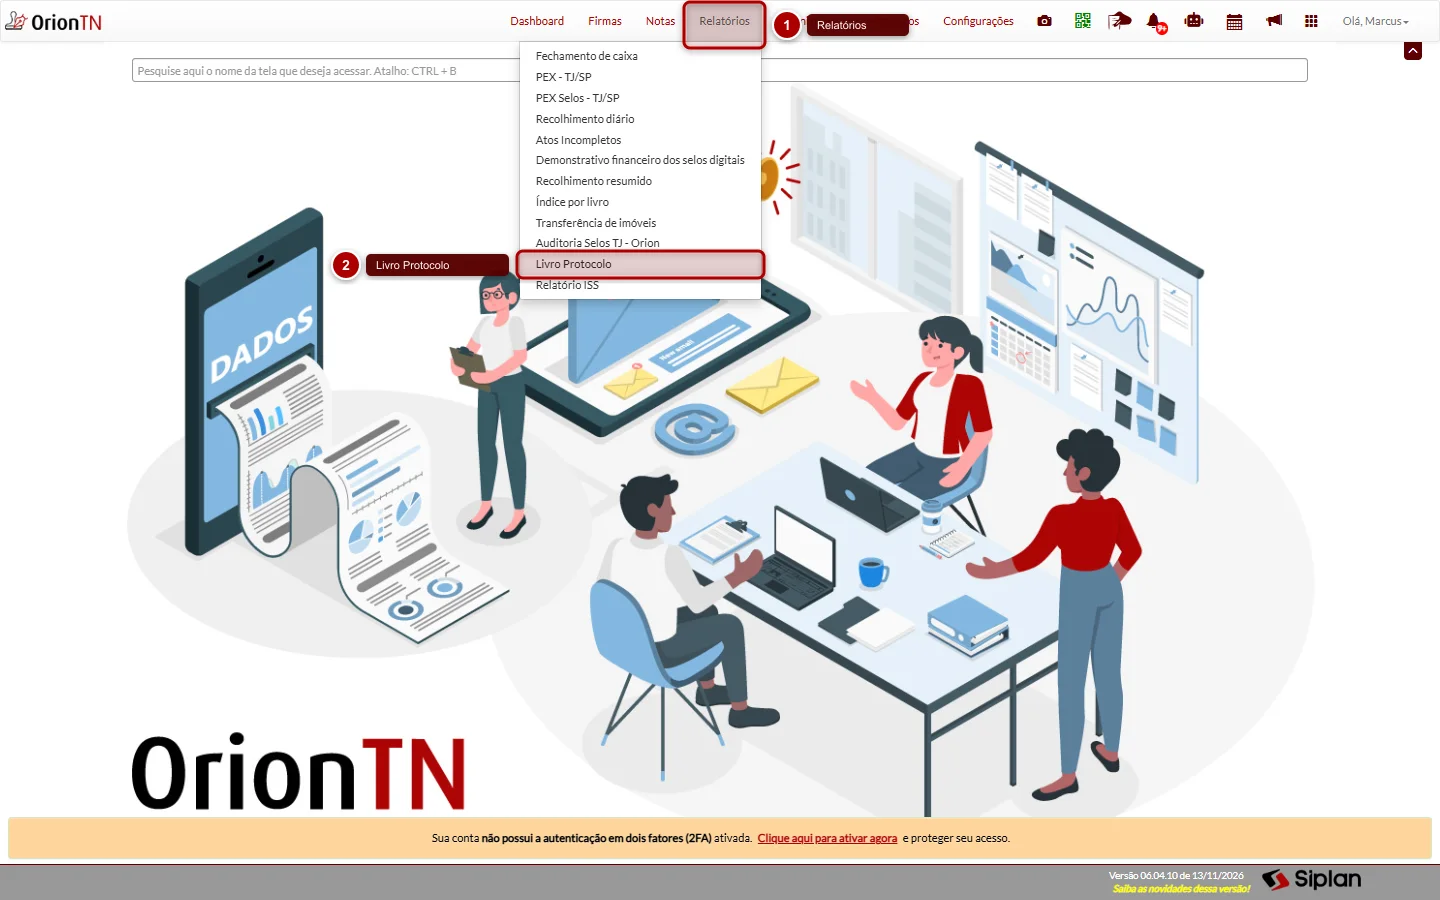 OrionTN
Dashboard
Firmas
Notas
Relatórios
1
Relatórios
os
Configurações
9+
Olá, Marcus
Pesquise aqui o nome da tela que deseja acessar. Atalho: CTRL + B
Fechamento de caixa
PEX - TJ/SP
PEX Selos - TJ/SP
Recolhimento diário
Atos Incompletos
Demonstrativo financeiro dos selos digitais
Recolhimento resumido
Índice por livro
Transferência de imóveis
Auditoria Selos TJ - Orion
2
Livro Protocolo
Livro Protocolo
Relatório ISS
DADOS
New email
@
OrionTN
Sua conta não possui a autenticação em dois fatores (2FA) ativada. Clique aqui para ativar agora e proteger seu acesso.
Versão 06.04.10 de 13/11/2026
Saiba as novidades dessa versão!
Siplan